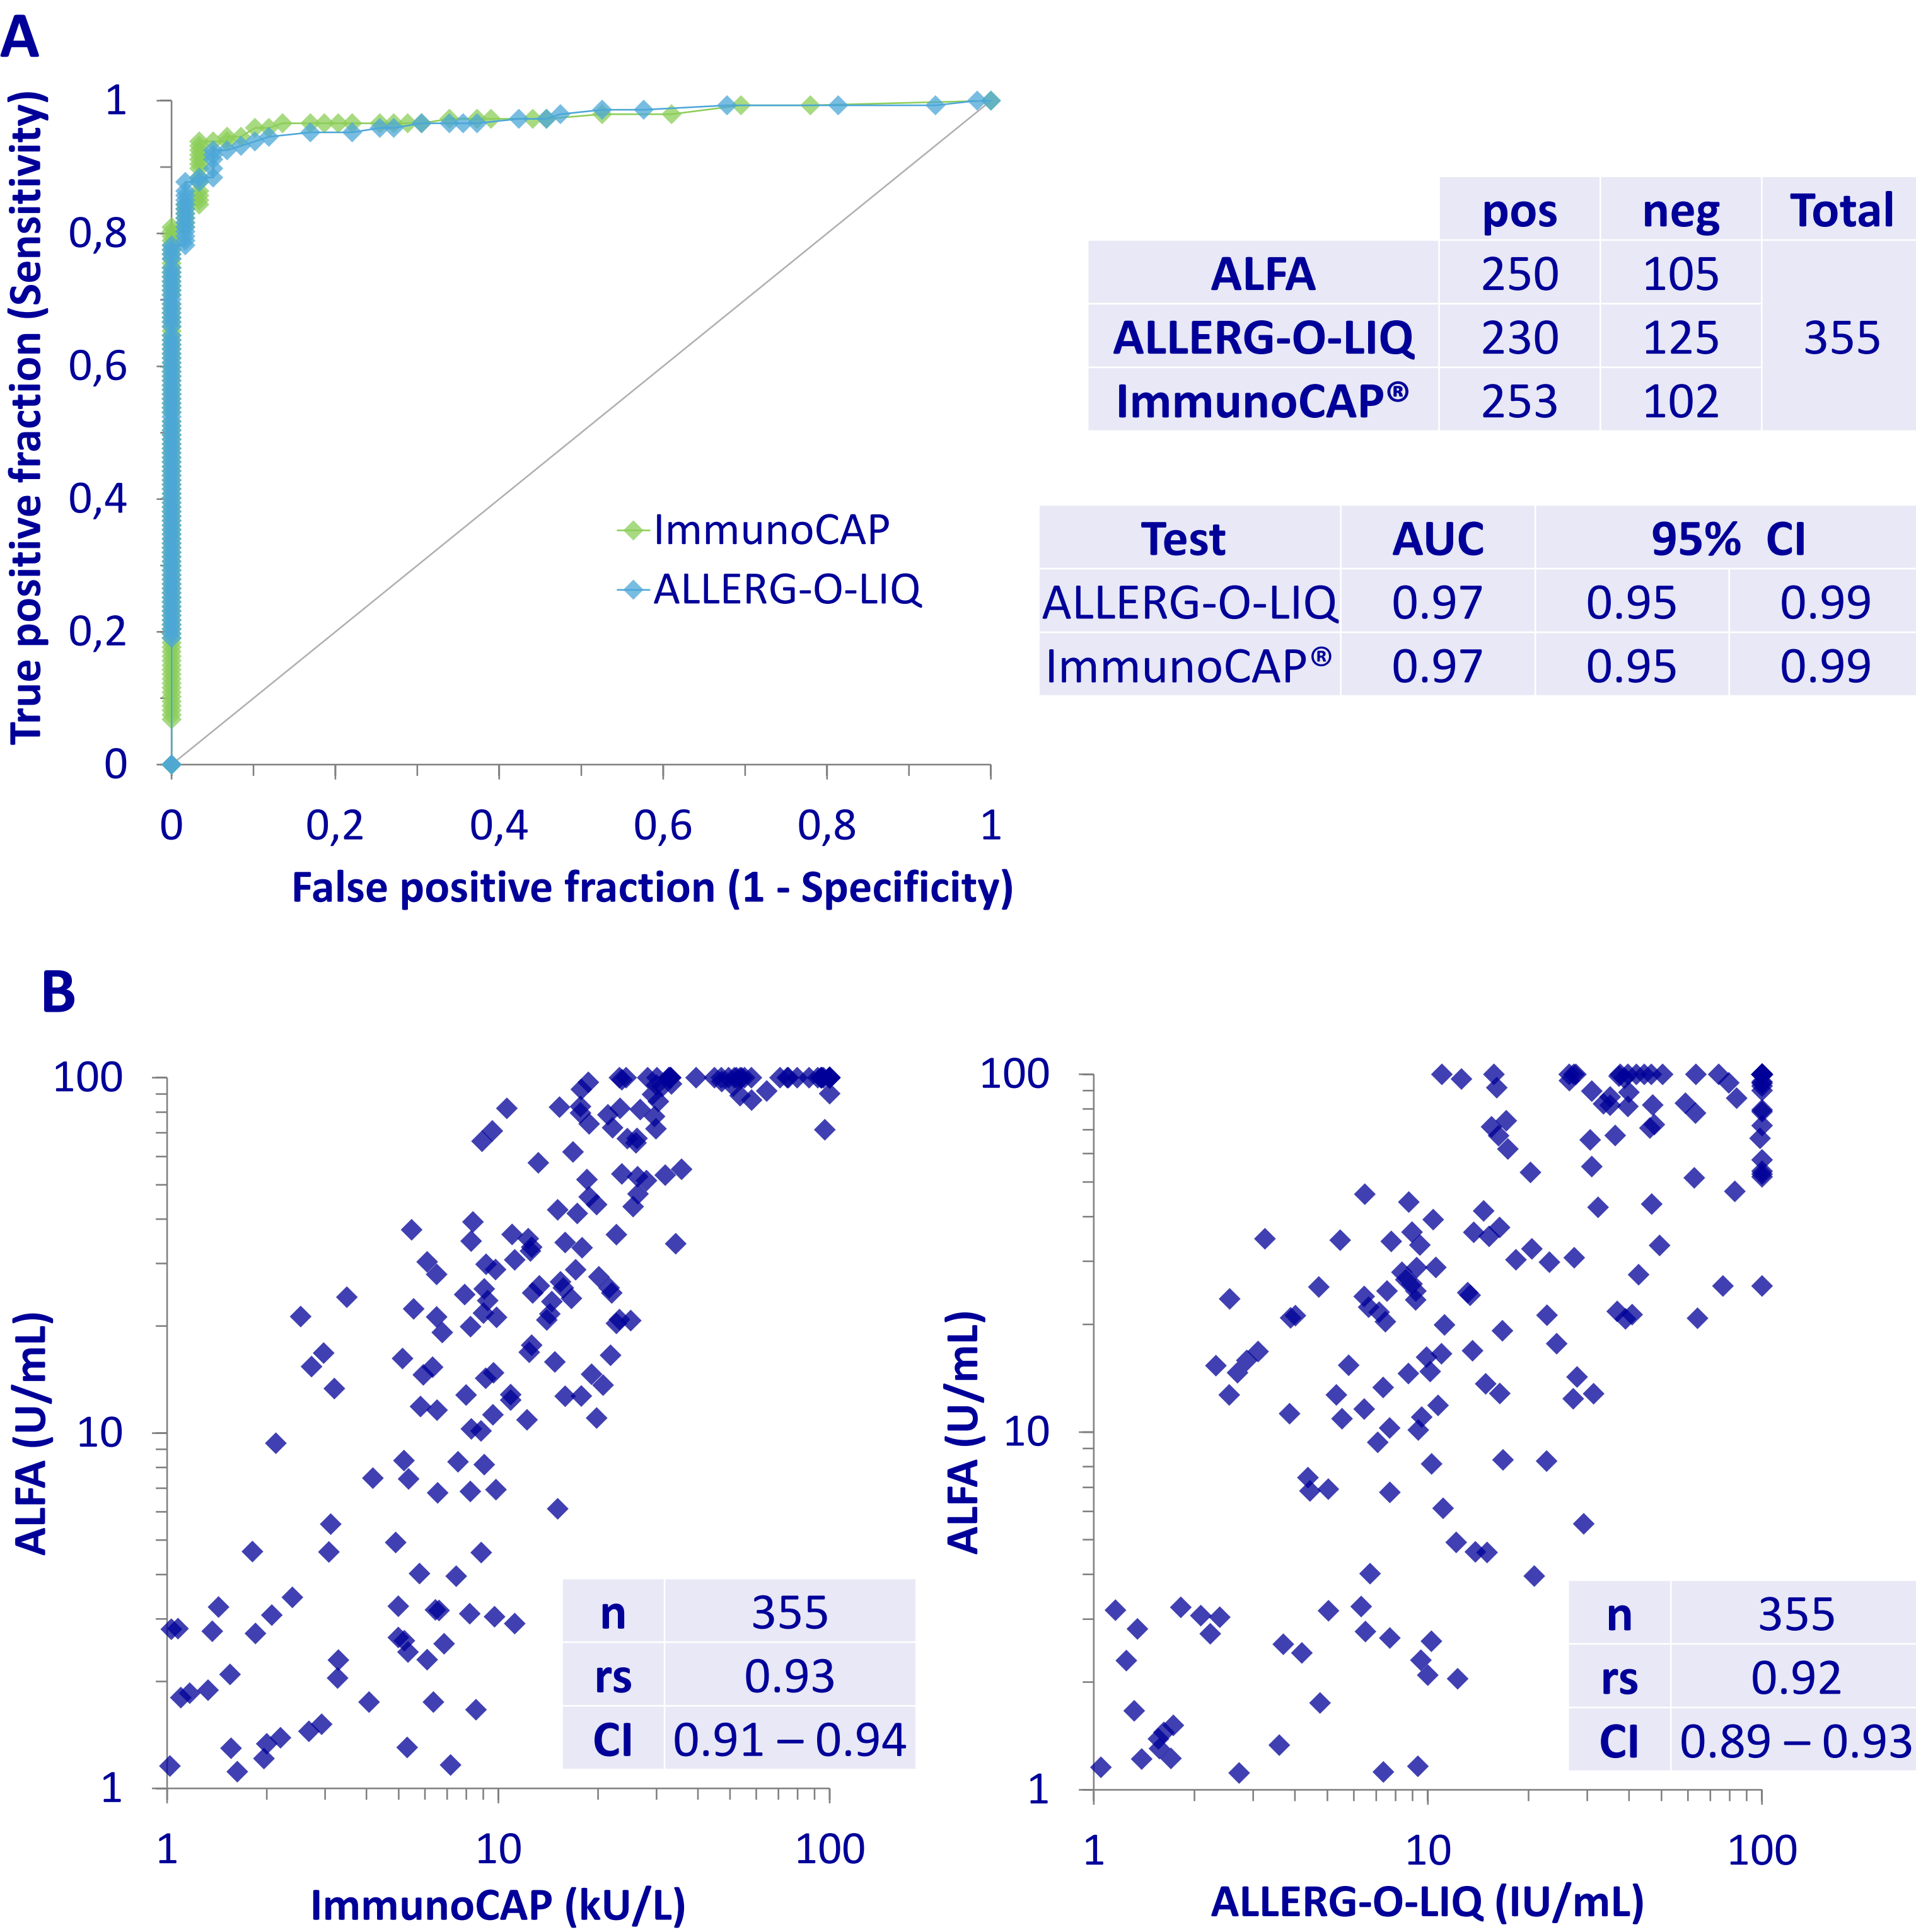 A
True positive fraction (Sensitivity)
1
0,8
0,6
0,4
0,2
0
0 0,2 0,4 0,6 0,8 1
False positive fraction (1 - Specificity)
ImmunoCAP
ALLERG-O-LIQ
pos neg Total
ALFA 250 105
ALLERG-O-LIQ 230 125 355
ImmunoCAP® 253 102
Test AUC 95% CI
ALLERG-O-LIQ 0.97 0.95 0.99
ImmunoCAP® 0.97 0.95 0.99
B
ALFA (U/mL)
100
10
1
1 10 100
ImmunoCAP (kU/L)
n 355
rs 0.93
CI 0.91 – 0.94
ALFA (U/mL)
100
10
1
1 10 100
ALLERG-O-LIQ (IU/mL)
n 355
rs 0.92
CI 0.89 – 0.93